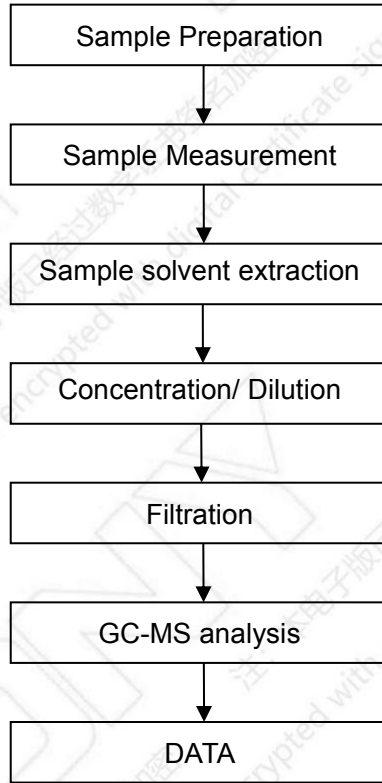 Sample Preparation
Sample Measurement
Sample solvent extraction
Concentration/ Dilution
Filtration
GC-MS analysis
DATA